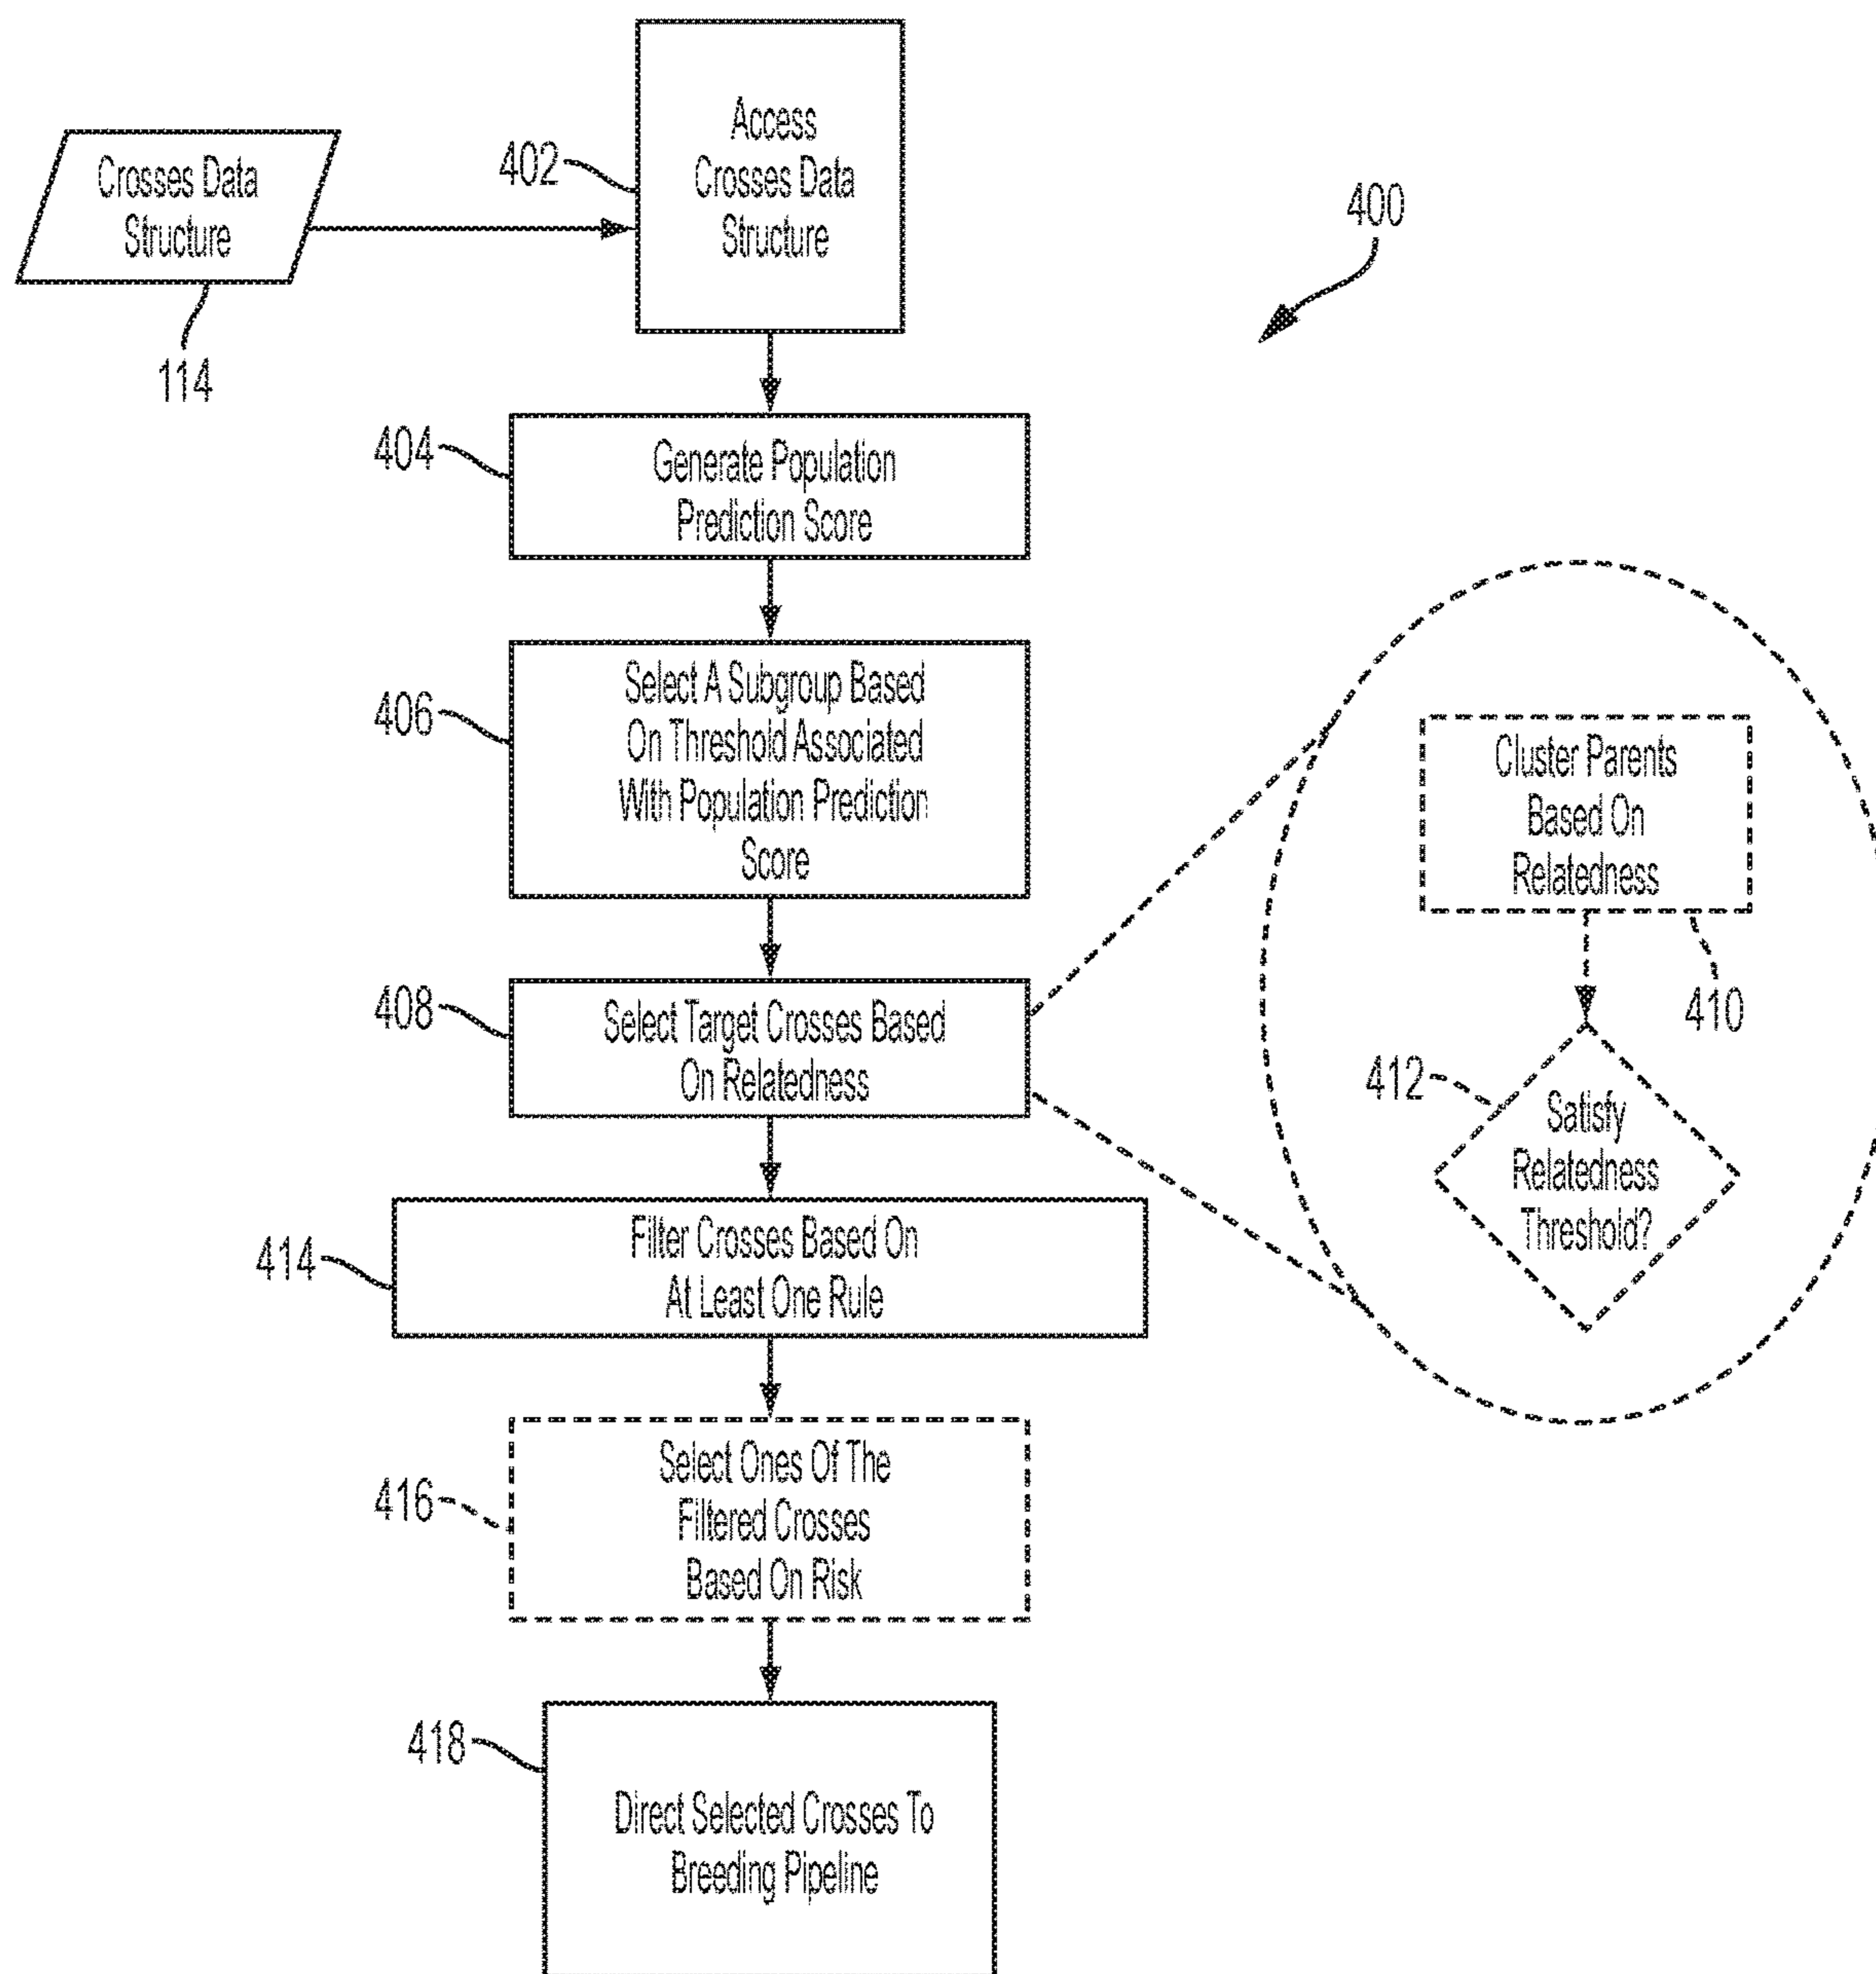 Access
Crosses Data
Structure
402
Crosses Data
Structure
114
400
404
Generate Population
Prediction Score
406
Select A Subgroup Based
On Threshold Associated
With Population Prediction
Score
408
Select Target Crosses Based
On Relatedness
Cluster Parents
Based On
Relatedness
410
412
Satisfy
Relatedness
Threshold?
414
Filter Crosses Based On
At Least One Rule
416
Select Ones Of The
Filtered Crosses
Based On Risk
418
Direct Selected Crosses To
Breeding Pipeline